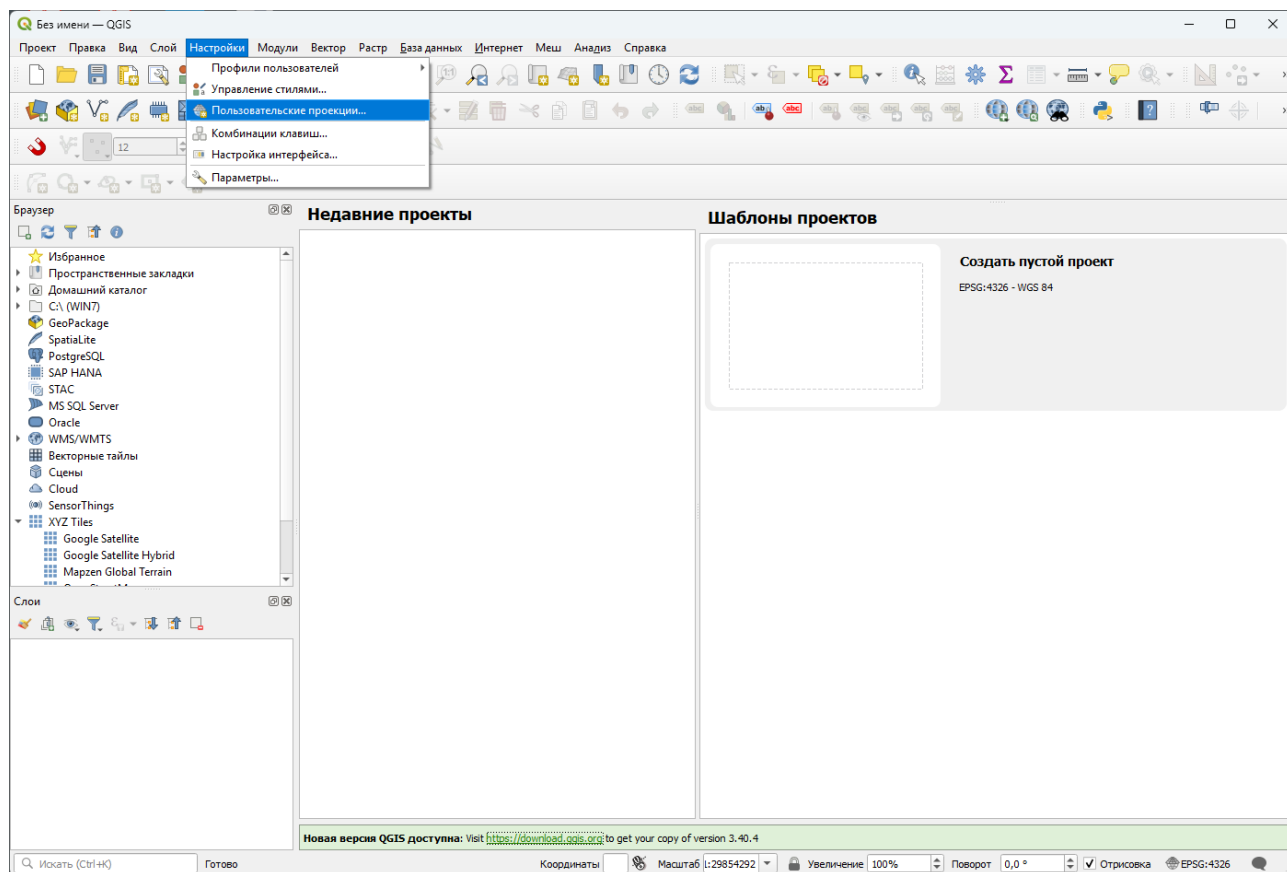 Без имени — QGIS
Проект Правка Вид Слой Настройки Модули Вектор Растр База данных Интернет Меш Анализ Справка
Профили пользователей
Управление стилями...
Пользовательские проекции...
Комбинации клавиш...
Настройка интерфейса...
Параметры...
12
Браузер
Избранное
Пространственные закладки
Домашний каталог
C:\ (WIN7)
GeoPackage
SpatiaLite
PostgreSQL
SAP HANA
STAC
MS SQL Server
Oracle
WMS/WMTS
Векторные тайлы
Сцены
Cloud
SensorThings
XYZ Tiles
Google Satellite
Google Satellite Hybrid
Mapzen Global Terrain
Слои
Недавние проекты
Шаблоны проектов
Создать пустой проект
EPSG:4326 - WGS 84
Новая версия QGIS доступна: Visit https://download.qgis.org to get your copy of version 3.40.4
Искать (Ctrl+K) Готово Координаты Масштаб 1:29854292 Увеличение 100% Поворот 0,0 ° Отрисовка EPSG:4326